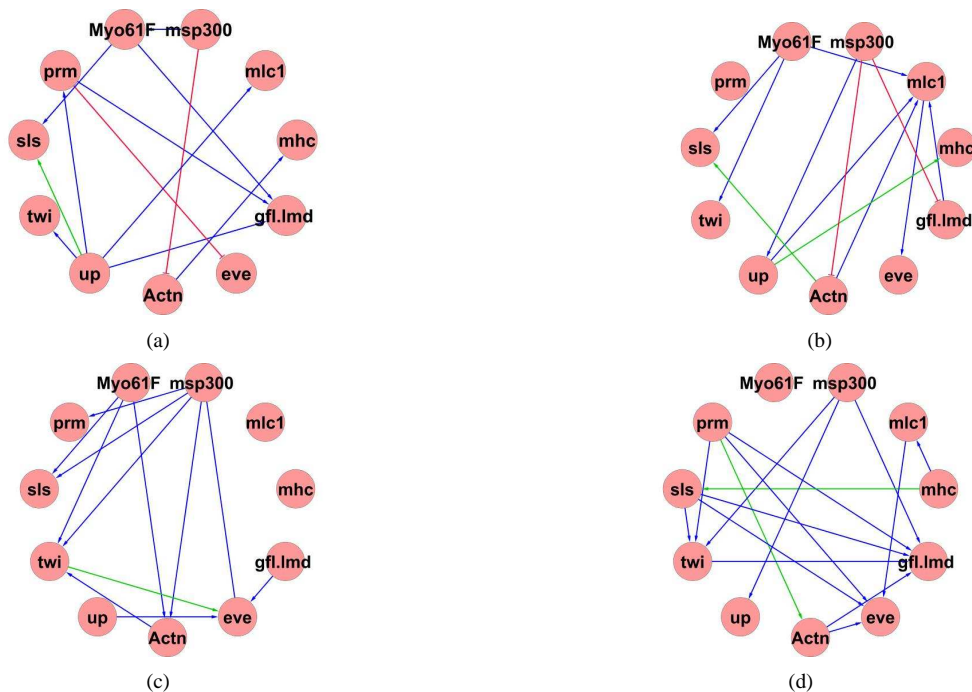 Myo61F msp300
prm
mlc1
sls
mhc
twi
gfl.lmd
up
eve
Actn
(a)
Myo61F msp300
prm
mlc1
sls
mhc
twi
gfl.lmd
up
eve
Actn
(b)
Myo61F msp300
prm
mlc1
sls
mhc
twi
gfl.lmd
up
eve
Actn
(c)
Myo61F msp300
prm
mlc1
sls
mhc
twi
gfl.lmd
up
eve
Actn
(d)